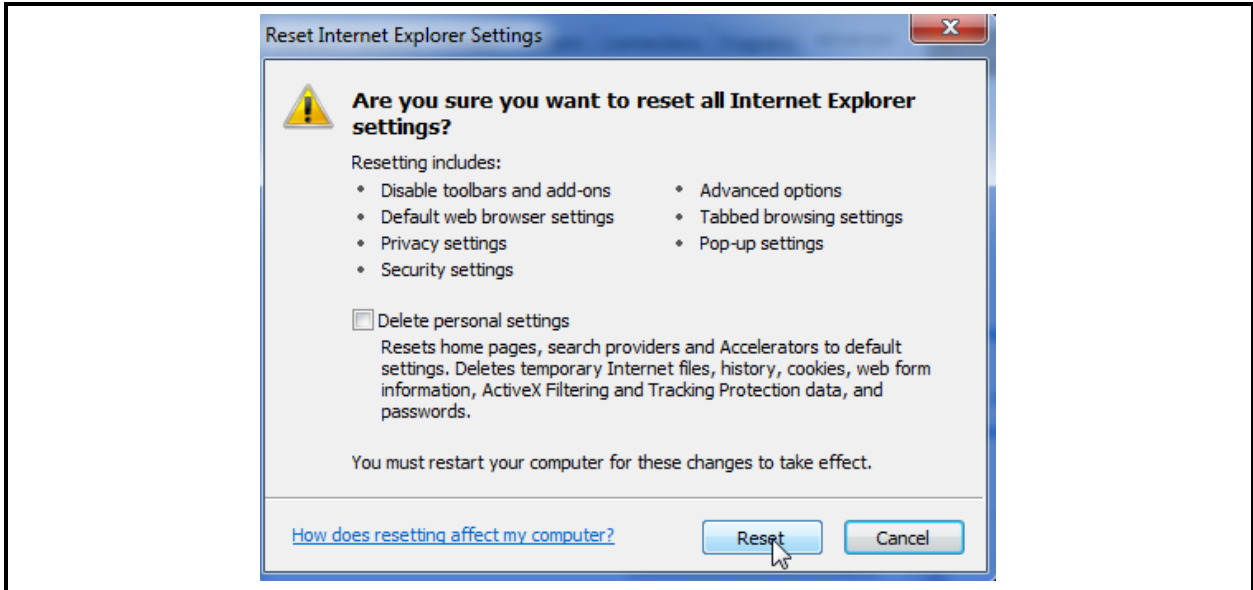 Reset Internet Explorer Settings
Are you sure you want to reset all Internet Explorer
settings?
Resetting includes:
• Disable toolbars and add-ons
• Default web browser settings
• Privacy settings
• Security settings
• Advanced options
• Tabbed browsing settings
• Pop-up settings
Delete personal settings
Resets home pages, search providers and Accelerators to default
settings. Deletes temporary Internet files, history, cookies, web form
information, ActiveX Filtering and Tracking Protection data, and
passwords.
You must restart your computer for these changes to take effect.
How does resetting affect my computer?
Reset
Cancel